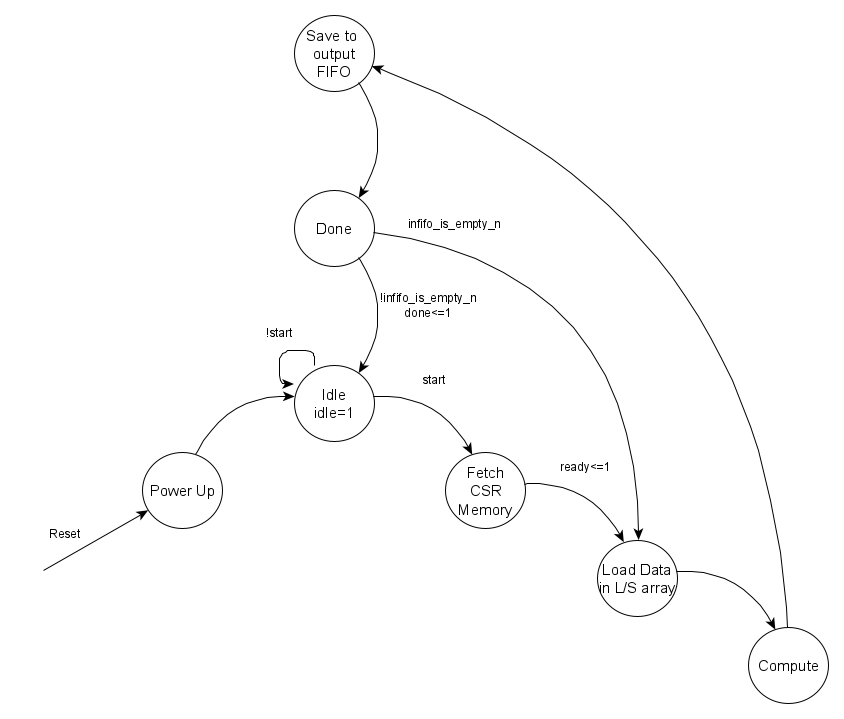 Save to
output
FIFO
Done
infifo_is_empty_n
!infifo_is_empty_n
done<=1
!start
Idle
idle=1
start
Fetch
CSR
Memory
ready<=1
Power Up
Reset
Load Data
in L/S array
Compute